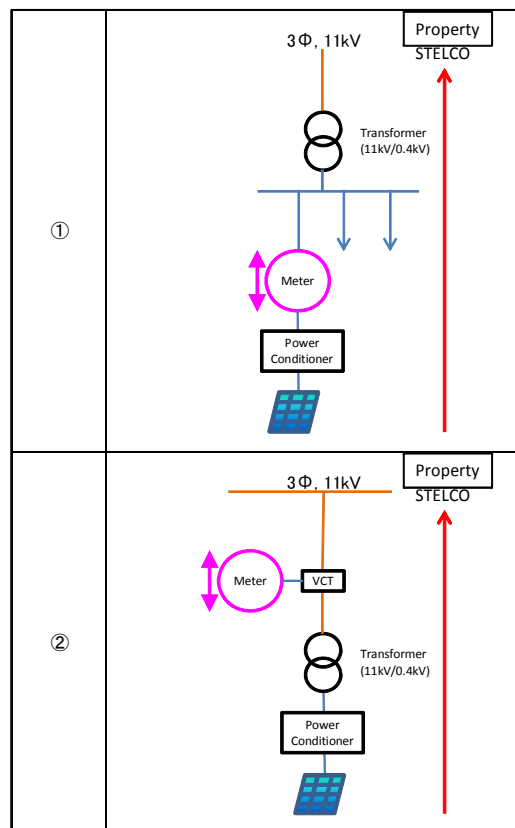 ①
Property
STELCO
3Φ, 11kV
Transformer
(11kV/0.4kV)
Meter
Power
Conditioner
②
Property
STELCO
3Φ, 11kV
Meter
VCT
Transformer
(11kV/0.4kV)
Power
Conditioner